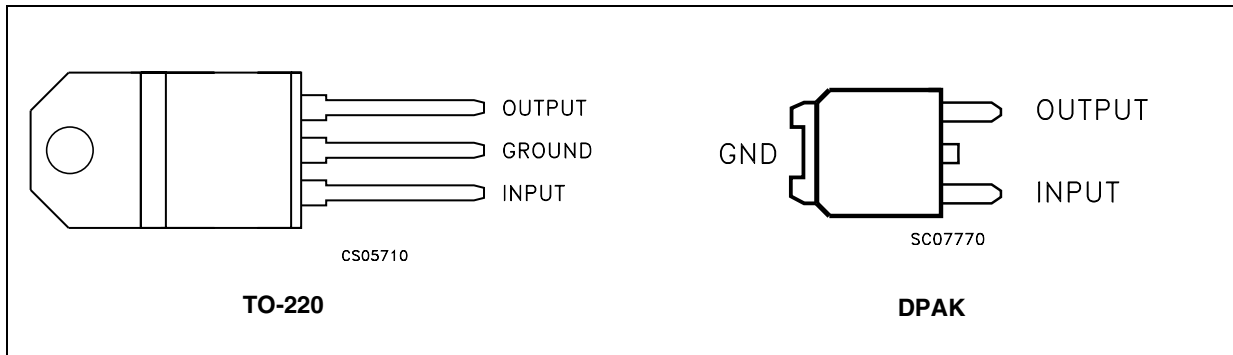 OUTPUT
GROUND
INPUT
CS05710
TO-220
GND
OUTPUT
INPUT
SC07770
DPAK